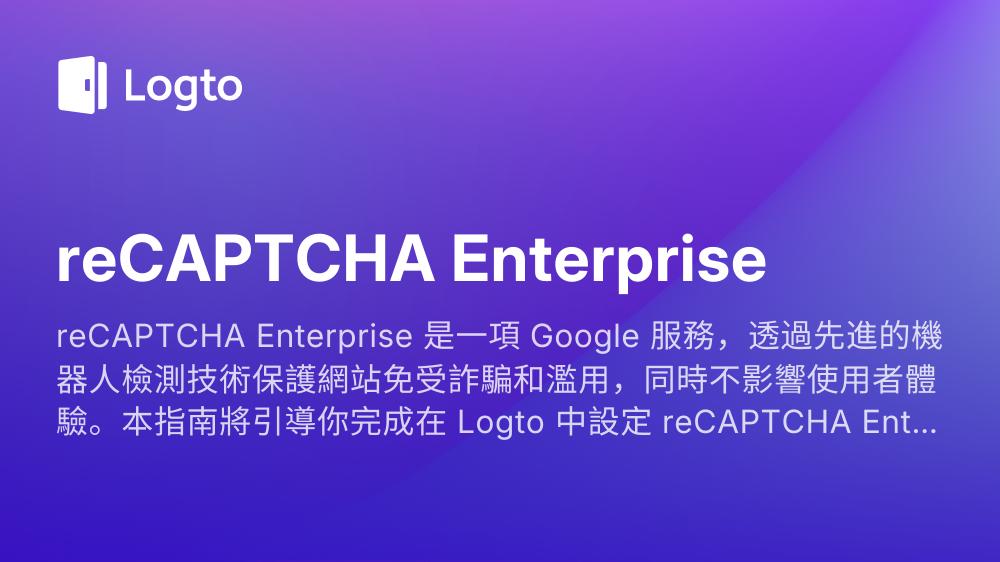 Logto
reCAPTCHA Enterprise
reCAPTCHA Enterprise 是一項 Google 服務，透過先進的機
器人檢測技術保護網站免受詐騙和濫用，同時不影響使用者體
驗。本指南將引導你完成在 Logto 中設定 reCAPTCHA Ent...